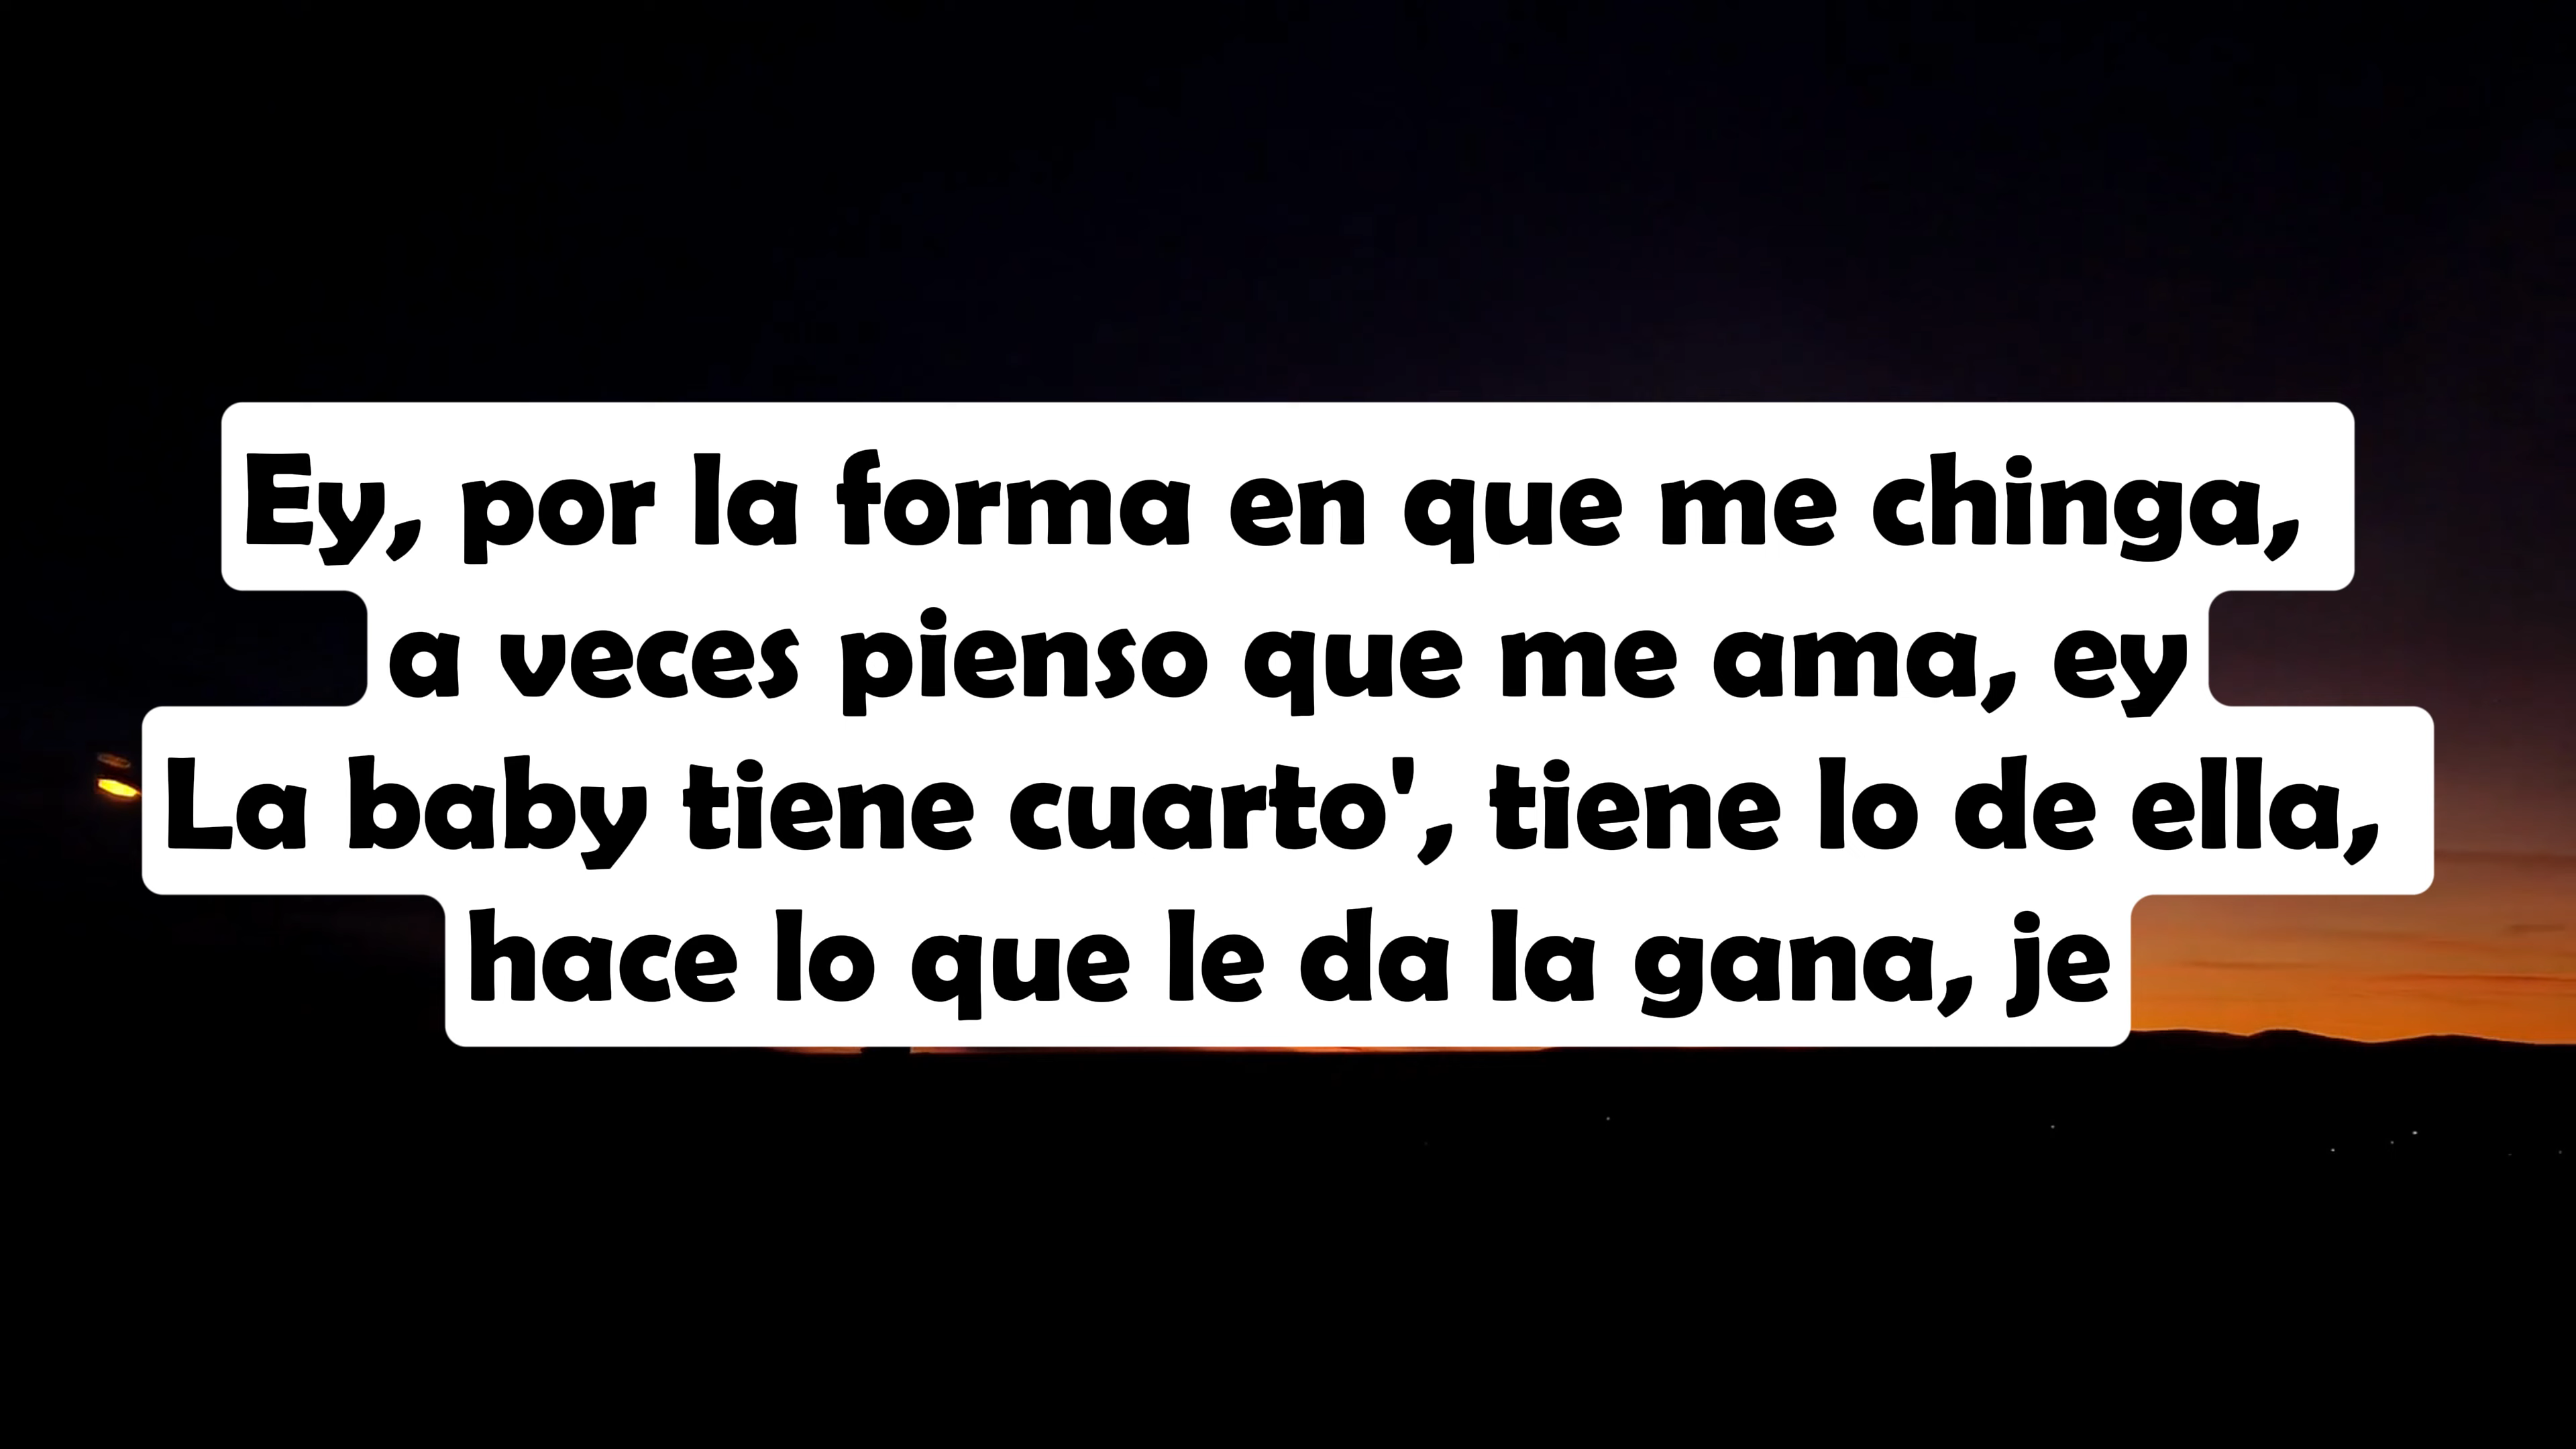 Ey, por la forma en que me chinga,
a veces pienso que me ama, ey
La baby tiene cuarto', tiene lo de ella,
hace lo que le da la gana, je